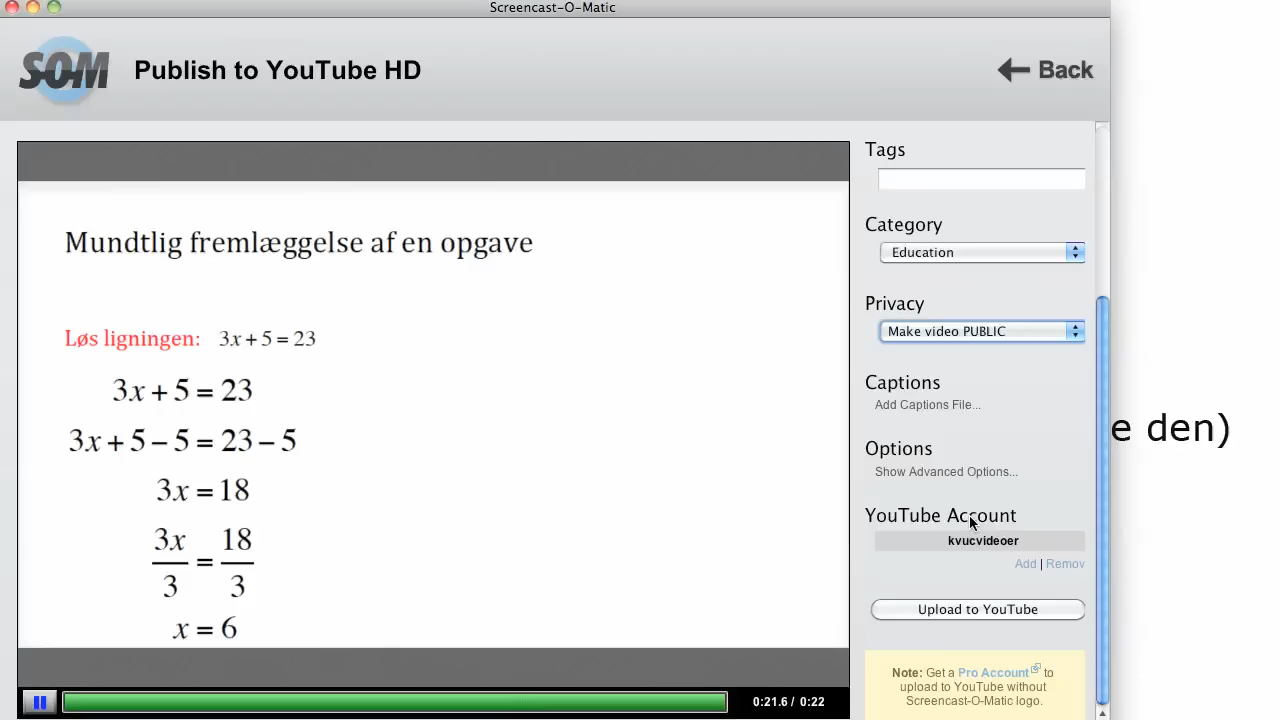 Screencast-O-Matic
SOM
Publish to YouTube HD
Back
Mundtlig fremlæggelse af en opgave
Løs ligningen: 3x + 5 = 23
3x + 5 = 23
3x + 5 − 5 = 23 − 5
3x = 18
3x/3 = 18/3
x = 6
0:21.6 / 0:22
Tags
Category
Education
Privacy
Make video PUBLIC
Captions
Add Captions File...
Options
Show Advanced Options...
YouTube Account
kvucvideoer
Add | Remov
Upload to YouTube
Note: Get a Pro Account to
upload to YouTube without
Screencast-O-Matic logo.
e den)